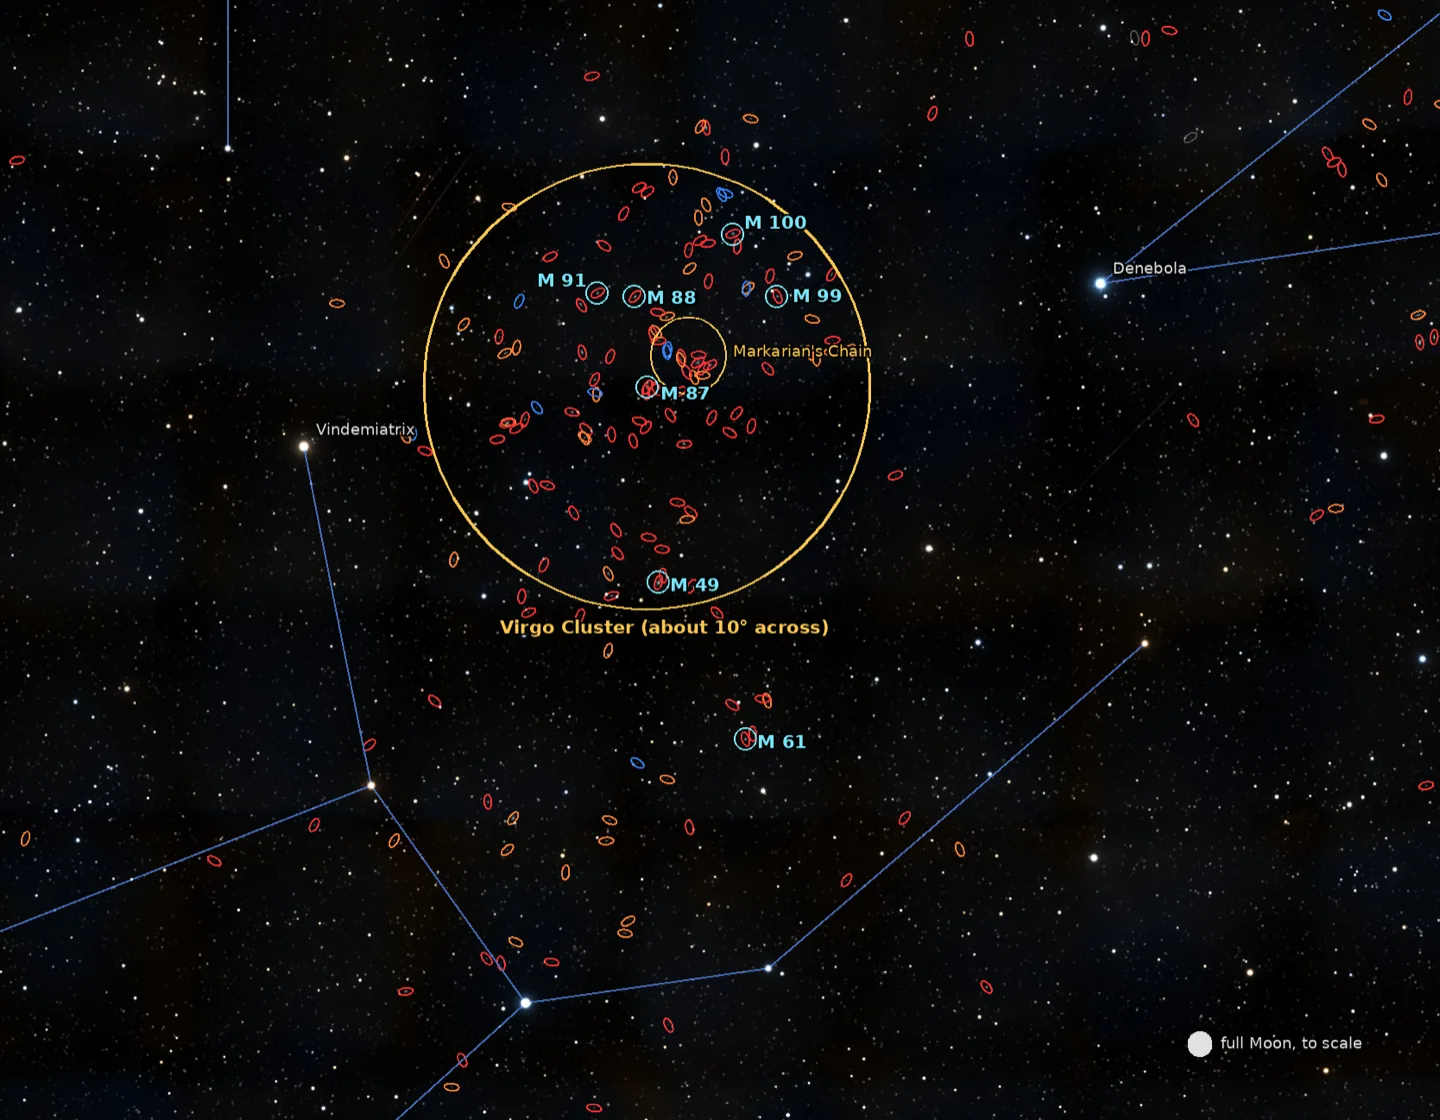 M 100
Denebola
M 91
M 88
M 99
Markarian's Chain
M 87
Vindemiatrix
M 49
Virgo Cluster (about 10° across)
M 61
full Moon, to scale